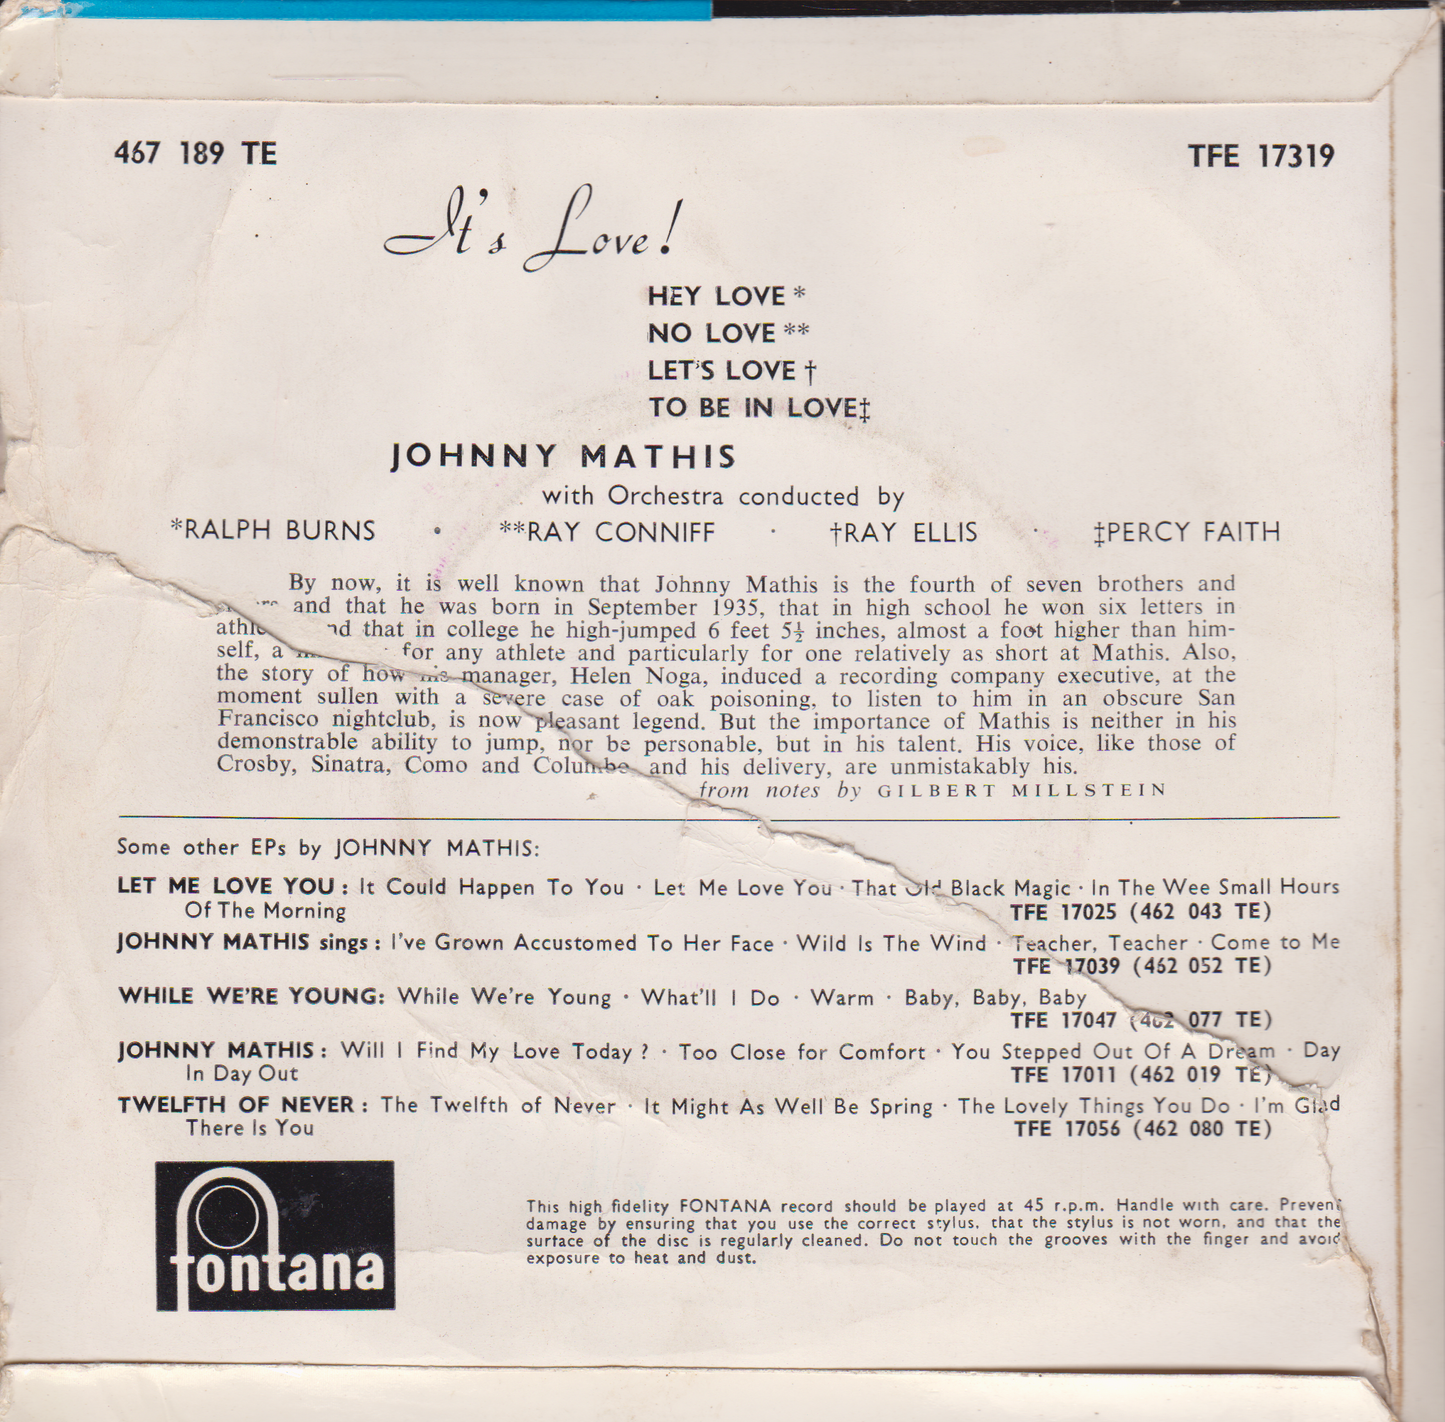 467 189 TE
TFE 17319
It's Love!
HEY LOVE *
NO LOVE **
LET'S LOVE †
TO BE IN LOVE‡
JOHNNY MATHIS
with Orchestra conducted by
*RALPH BURNS · **RAY CONNIFF · †RAY ELLIS · ‡PERCY FAITH
By now, it is well known that Johnny Mathis is the fourth of seven brothers and
and that he was born in September 1935, that in high school he won six letters in
that in college he high-jumped 6 feet 5½ inches, almost a foot higher than him-
self, a for any athlete and particularly for one relatively as short at Mathis. Also,
the story of how his manager, Helen Noga, induced a recording company executive, at the
moment sullen with a severe case of oak poisoning, to listen to him in an obscure San
Francisco nightclub, is now pleasant legend. But the importance of Mathis is neither in his
demonstrable ability to jump, nor be personable, but in his talent. His voice, like those of
Crosby, Sinatra, Como and Columbo, and his delivery, are unmistakably his.
from notes by GILBERT MILLSTEIN
Some other EPs by JOHNNY MATHIS:
LET ME LOVE YOU : It Could Happen To You · Let Me Love You · That Old Black Magic · In The Wee Small Hours
Of The Morning TFE 17025 (462 043 TE)
JOHNNY MATHIS sings : I've Grown Accustomed To Her Face · Wild Is The Wind · Teacher, Teacher · Come to Me
TFE 17039 (462 052 TE)
WHILE WE'RE YOUNG: While We're Young · What'll I Do · Warm · Baby, Baby, Baby
TFE 17047 (462 077 TE)
JOHNNY MATHIS : Will I Find My Love Today ? · Too Close for Comfort · You Stepped Out Of A Dream · Day
In Day Out TFE 17011 (462 019 TE)
TWELFTH OF NEVER : The Twelfth of Never · It Might As Well Be Spring · The Lovely Things You Do · I'm Glad
There Is You TFE 17056 (462 080 TE)
fontana
This high fidelity FONTANA record should be played at 45 r.p.m. Handle with care. Prevent
damage by ensuring that you use the correct stylus, that the stylus is not worn, and that the
surface of the disc is regularly cleaned. Do not touch the grooves with the finger and avoid
exposure to heat and dust.